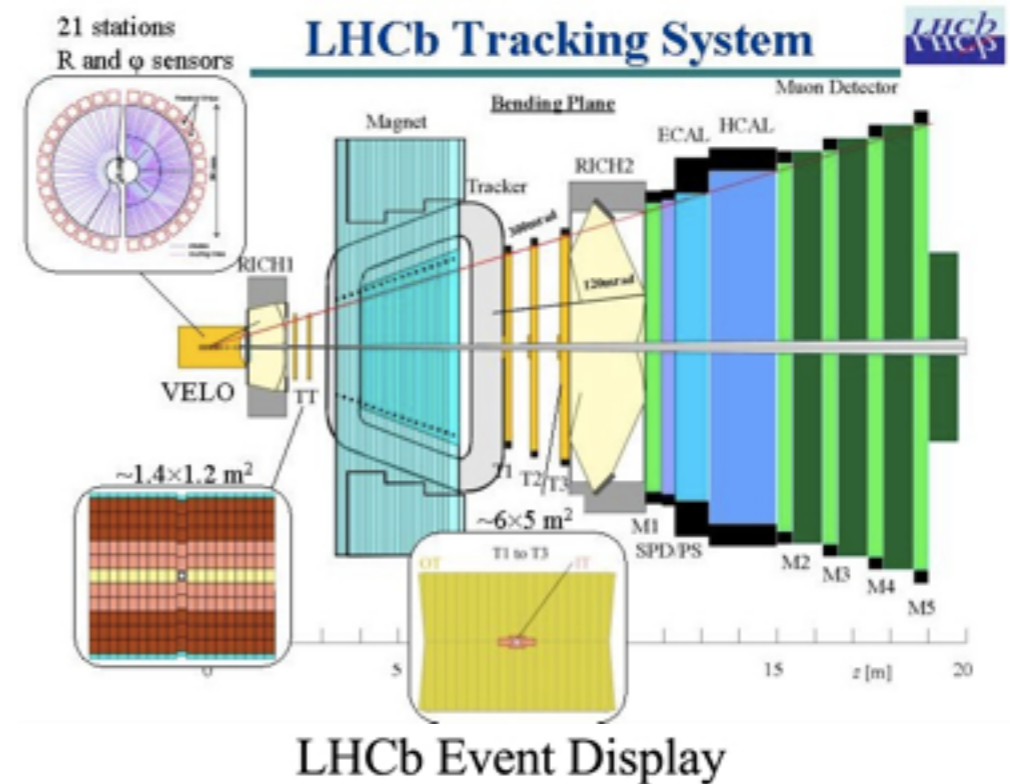 21 stations
R and φ sensors
LHCb Tracking System
LHCb
Bending Plane
Muon Detector
Magnet
ECAL
HCAL
RICH2
Tracker
300mrad
120mrad
RICH1
VELO
TT
T1
T2
T3
~1.4×1.2 m²
~6×5 m²
M1
SPD/PS
M2
M3
M4
M5
T1 to T3
OT
IT
0
5
15
z [m]
20
LHCb Event Display